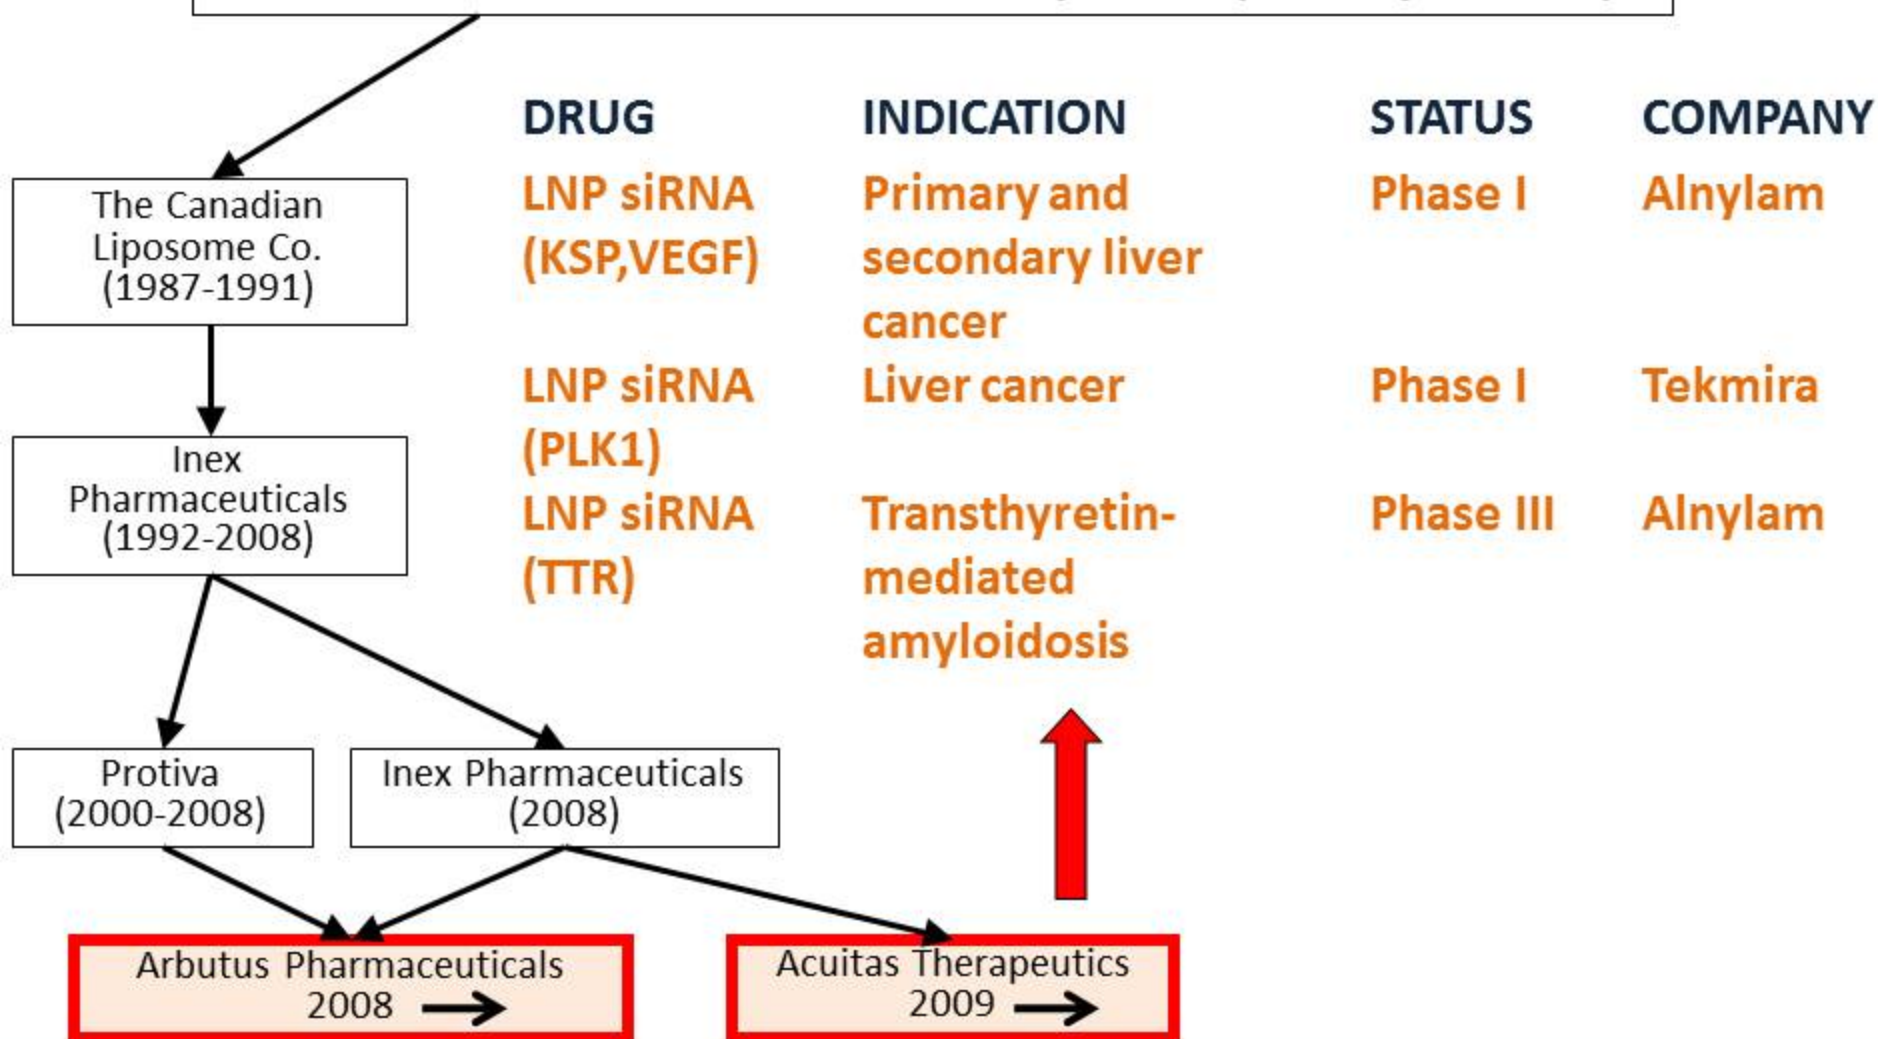 DRUG INDICATION STATUS COMPANY
LNP siRNA Primary and Phase I Alnylam
(KSP,VEGF) secondary liver
cancer
LNP siRNA Liver cancer Phase I Tekmira
(PLK1)
LNP siRNA Transthyretin- Phase III Alnylam
(TTR) mediated
amyloidosis
The Canadian
Liposome Co.
(1987-1991)
Inex
Pharmaceuticals
(1992-2008)
Protiva
(2000-2008)
Inex Pharmaceuticals
(2008)
Arbutus Pharmaceuticals
2008
Acuitas Therapeutics
2009